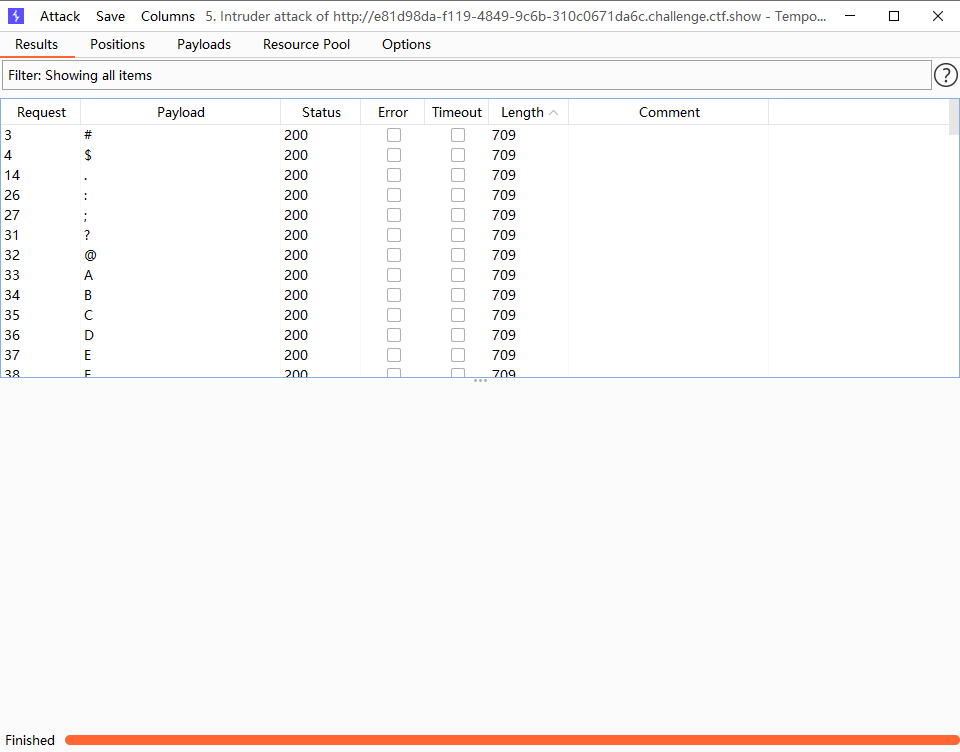 Attack Save Columns 5. Intruder attack of http://e81d98da-f119-4849-9c6b-310c0671da6c.challenge.ctf.show - Tempo...
Results Positions Payloads Resource Pool Options
Filter: Showing all items
?
Request Payload Status Error Timeout Length Comment
3 # 200 709
4 $ 200 709
14 . 200 709
26 : 200 709
27 ; 200 709
31 ? 200 709
32 @ 200 709
33 A 200 709
34 B 200 709
35 C 200 709
36 D 200 709
37 E 200 709
38 F 200 709
Finished